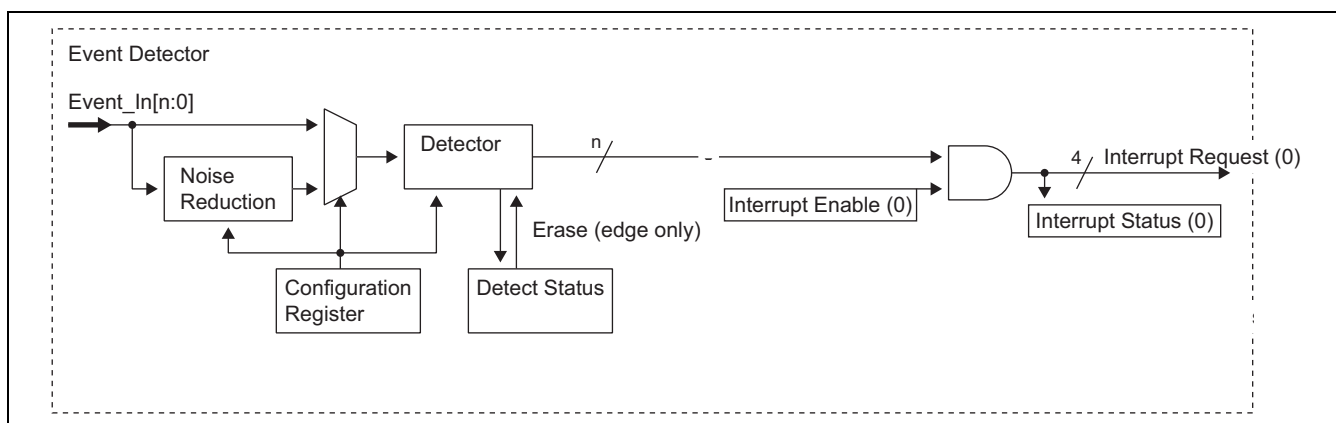 Event Detector
Event_In[n:0]
Noise
Reduction
Detector
n
-
4
Interrupt Request (0)
Interrupt Enable (0)
Interrupt Status (0)
Erase (edge only)
Configuration
Register
Detect Status